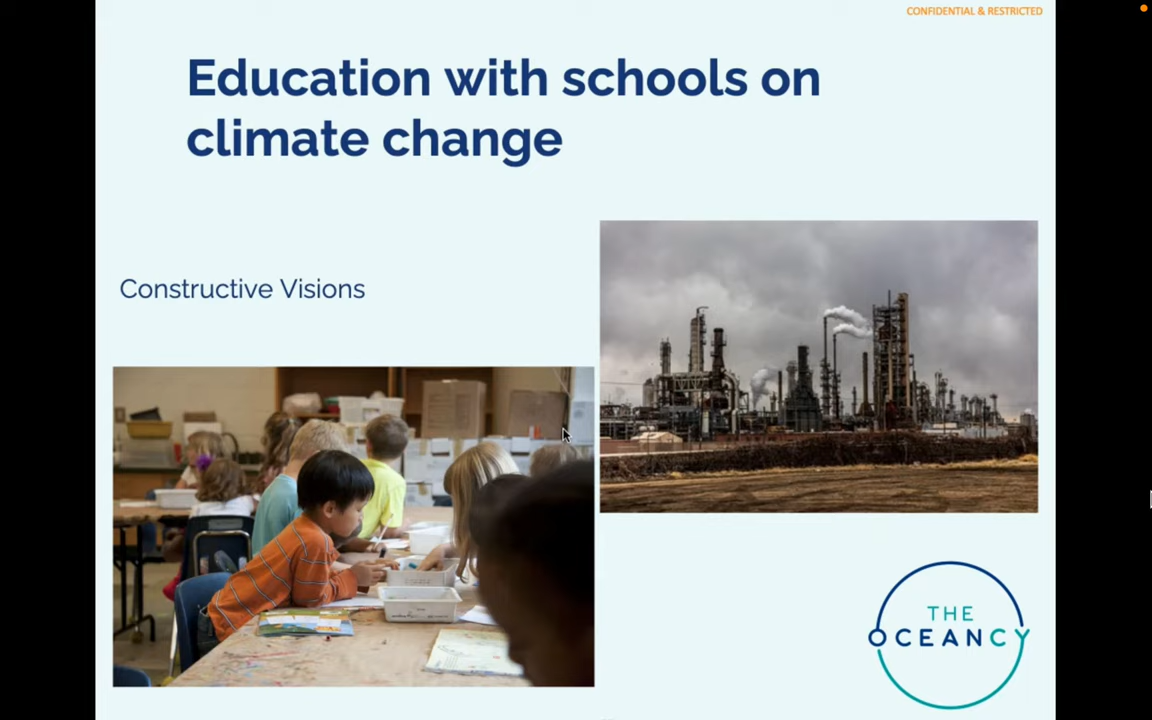 CONFIDENTIAL & RESTRICTED
Education with schools on
climate change
Constructive Visions
THE
OCEANCY